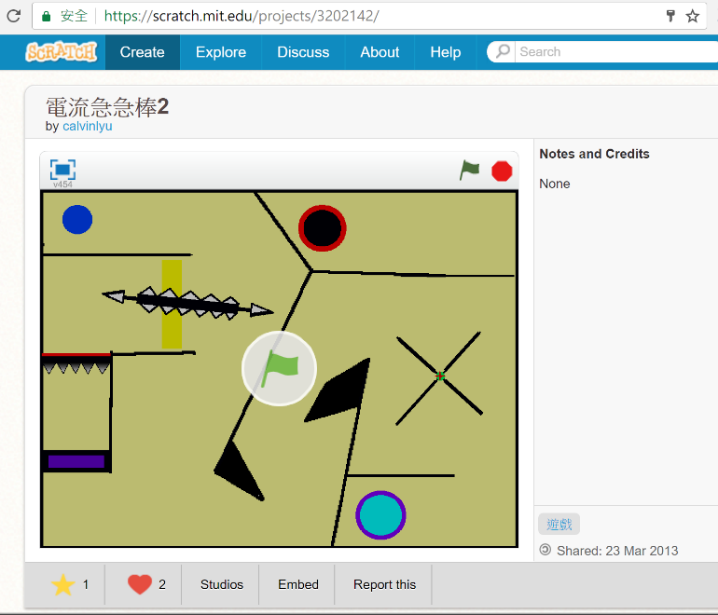 安全 https://scratch.mit.edu/projects/3202142/
SCRATCH Create Explore Discuss About Help Search
電流急急棒2
by calvinlyu
v454
Notes and Credits
None
遊戲
Shared: 23 Mar 2013
1 2 Studios Embed Report this